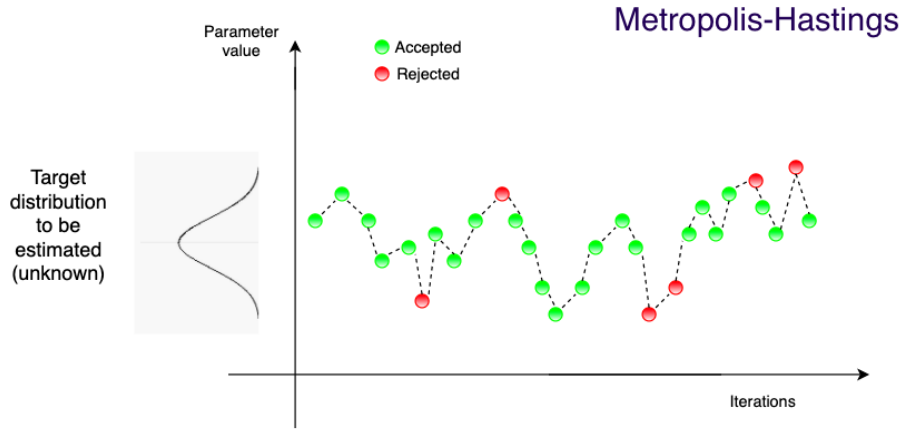 Metropolis-Hastings
Parameter
value
Accepted
Rejected
Target
distribution
to be
estimated
(unknown)
Iterations